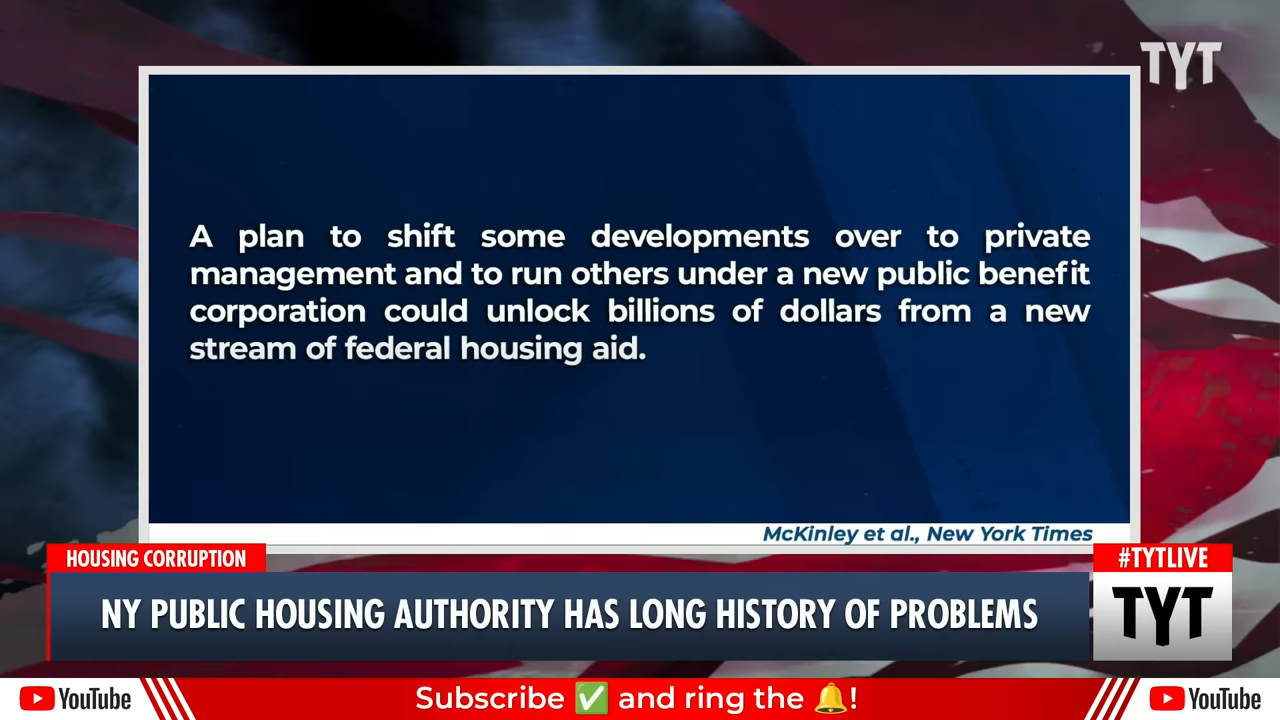 TYT
A plan to shift some developments over to private
management and to run others under a new public benefit
corporation could unlock billions of dollars from a new
stream of federal housing aid.
McKinley et al., New York Times
HOUSING CORRUPTION
#TYTLIVE
NY PUBLIC HOUSING AUTHORITY HAS LONG HISTORY OF PROBLEMS
TYT
YouTube
Subscribe ✅ and ring the 🔔!
YouTube